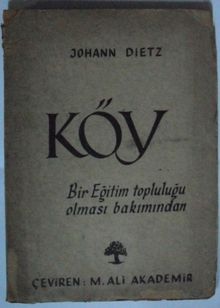 JOHANN DIETZ
KÖY
Bir Eğitim topluluğu
olması bakımından
ÇEVİREN : M. ALİ AKADEMİR